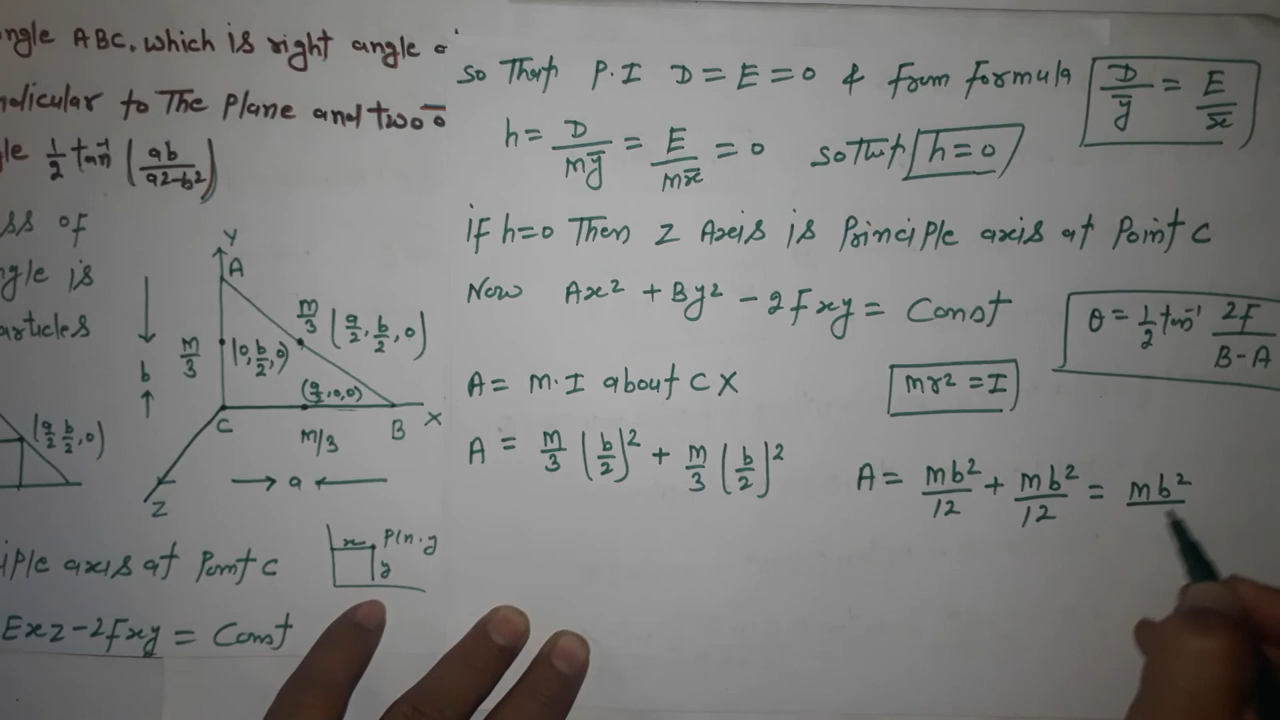 ngle ABC. which is right angle
ndicular to The plane and two
le 1/2 tan⁻¹ (ab/a2-b²)
ss of
ngle is
articles
Y
A
m/3 (a/2, b/2, 0)
m/3
(0, b/2, 0)
b
(a/2, 0, 0)
C
m/3
B
X
(a/2 b/2, 0)
a
Z
iple axis at Point C
x P(n.y
y
Exz - 2Fxy = Const
so That P.I D = E = 0 & from formula
D/ȳ = E/x̄
h = D/mȳ = E/mx̄ = 0 so that h = 0
if h=0 Then Z Axis is Principle axis at Point C
Now Ax² + By² - 2Fxy = Const
θ = 1/2 tan⁻¹ 2F/B-A
A = M.I about CX
mr² = I
A = m/3 (b/2)² + m/3 (b/2)²
A = mb²/12 + mb²/12 = mb²